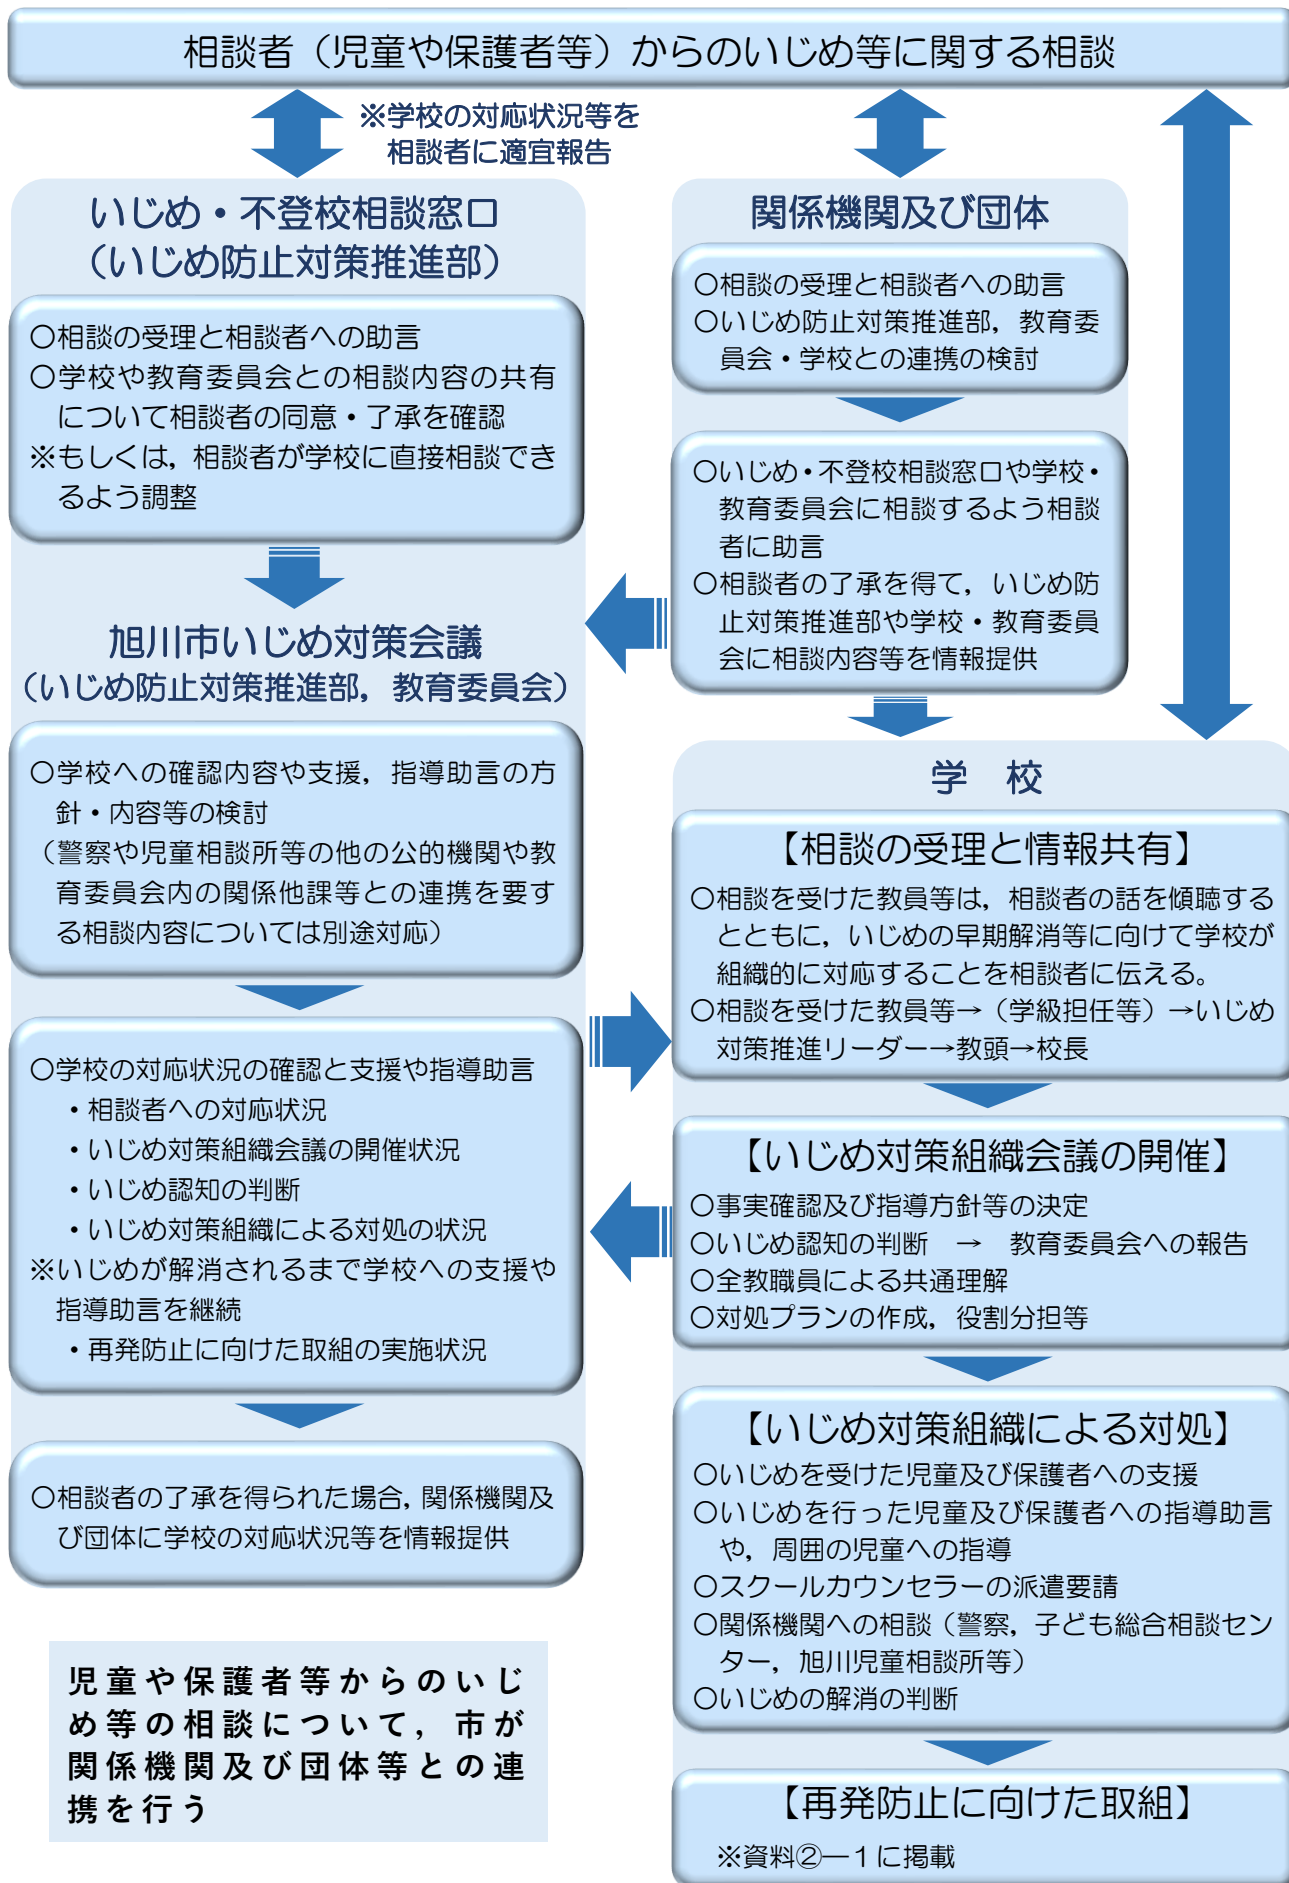 相談者（児童や保護者等）からのいじめ等に関する相談
※学校の対応状況等を
相談者に適宜報告
いじめ・不登校相談窓口
（いじめ防止対策推進部）
〇相談の受理と相談者への助言
〇学校や教育委員会との相談内容の共有
について相談者の同意・了承を確認
※もしくは，相談者が学校に直接相談でき
るよう調整
旭川市いじめ対策会議
（いじめ防止対策推進部，教育委員会）
〇学校への確認内容や支援，指導助言の方
針・内容等の検討
（警察や児童相談所等の他の公的機関や教
育委員会内の関係他課等との連携を要す
る相談内容については別途対応）
〇学校の対応状況の確認と支援や指導助言
・相談者への対応状況
・いじめ対策組織会議の開催状況
・いじめ認知の判断
・いじめ対策組織による対処の状況
※いじめが解消されるまで学校への支援や
指導助言を継続
・再発防止に向けた取組の実施状況
〇相談者の了承を得られた場合，関係機関及
び団体に学校の対応状況等を情報提供
児童や保護者等からのいじ
め等の相談について，市が
関係機関及び団体等との連
携を行う
関係機関及び団体
〇相談の受理と相談者への助言
〇いじめ防止対策推進部，教育委
員会・学校との連携の検討
〇いじめ・不登校相談窓口や学校・
教育委員会に相談するよう相談
者に助言
〇相談者の了承を得て，いじめ防
止対策推進部や学校・教育委員
会に相談内容等を情報提供
学　校
【相談の受理と情報共有】
〇相談を受けた教員等は，相談者の話を傾聴する
とともに，いじめの早期解消等に向けて学校が
組織的に対応することを相談者に伝える。
〇相談を受けた教員等→（学級担任等）→いじめ
対策推進リーダー→教頭→校長
【いじめ対策組織会議の開催】
〇事実確認及び指導方針等の決定
〇いじめ認知の判断　→　教育委員会への報告
〇全教職員による共通理解
〇対処プランの作成，役割分担等
【いじめ対策組織による対処】
〇いじめを受けた児童及び保護者への支援
〇いじめを行った児童及び保護者への指導助言
や，周囲の児童への指導
〇スクールカウンセラーの派遣要請
〇関係機関への相談（警察，子ども総合相談セン
ター，旭川児童相談所等）
〇いじめの解消の判断
【再発防止に向けた取組】
※資料②―１に掲載